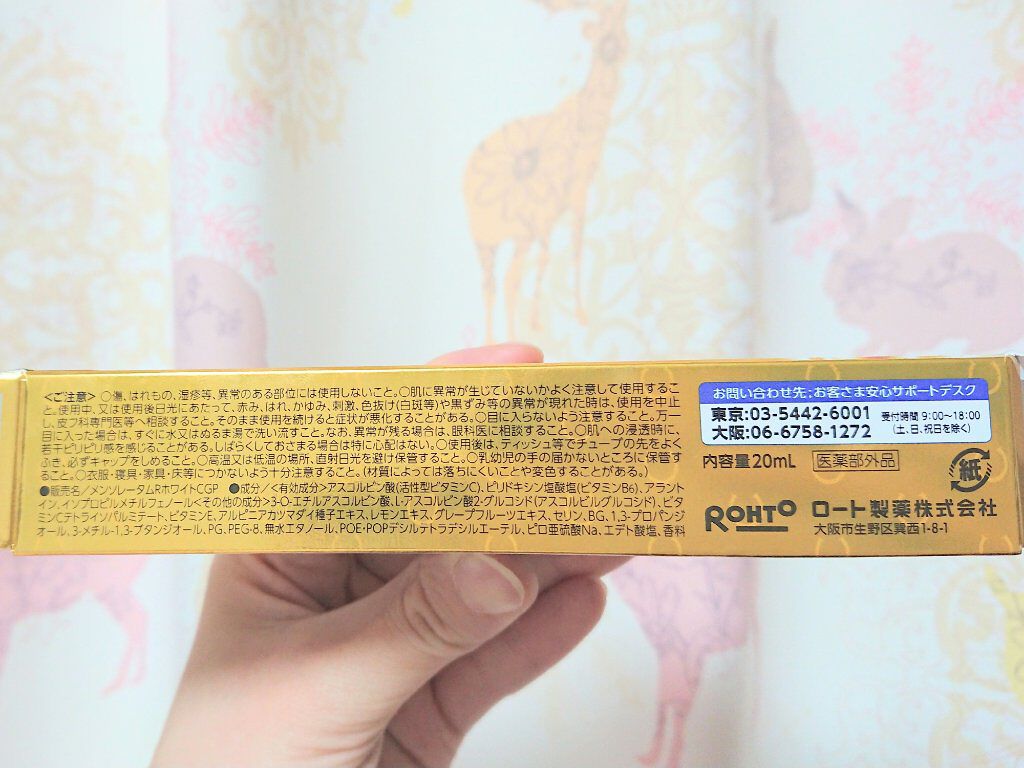 <ご注意> ○傷、はれもの、湿疹等、異常のある部位には使用しないこと。○肌に異常が生じていないかよく注意して使用するこ
と。使用中、又は使用後日光にあたって、赤み、はれ、かゆみ、刺激、色抜け(白斑等)や黒ずみ等の異常が現れた時は、使用を中止
し、皮フ科専門医等へ相談すること。そのまま使用を続けると症状が悪化することがある。○目に入らないよう注意すること。万一
目に入った場合は、すぐに水又はぬるま湯で洗い流すこと。なお、異常が残る場合は、眼科医に相談すること。○肌への浸透時に、
若干ピリピリ感を感じることがある。しばらくしておさまる場合は特に心配はない。○使用後は、ティッシュ等でチューブの先をよく
ふき、必ずキャップをしめること。○高温又は低温の場所、直射日光を避け保管すること。○乳幼児の手の届かないところに保管す
ること。○衣服・寝具・家具・床等につかないよう十分注意すること。(材質によっては落ちにくいことや変色することがある。)
●販売名/メンソレータムRホワイトCGP ●成分/<有効成分>アスコルビン酸(活性型ビタミンC)、ピリドキシン塩酸塩(ビタミンB6)、アラント
イン、イソプロピルメチルフェノール<その他の成分>3-O-エチルアスコルビン酸、L-アスコルビン酸2-グルコシド(アスコルビルグルコシド)、ビタ
ミンCテトライソパルミテート、ビタミンE、アルピニアカツマダイ種子エキス、レモンエキス、グレープフルーツエキス、セリン、BG、1,3-プロパンジ
オール、3-メチル-1,3-ブタンジオール、PG、PEG-8、無水エタノール、POE・POPデシルテトラデシルエーテル、ピロ亜硫酸Na、エデト酸塩、香料
お問い合わせ先:お客さま安心サポートデスク
東京:03-5442-6001 受付時間 9:00~18:00
大阪:06-6758-1272 (土、日、祝日を除く)
内容量20mL 医薬部外品
紙
ROHTO ロート製薬株式会社
大阪市生野区巽西1-8-1